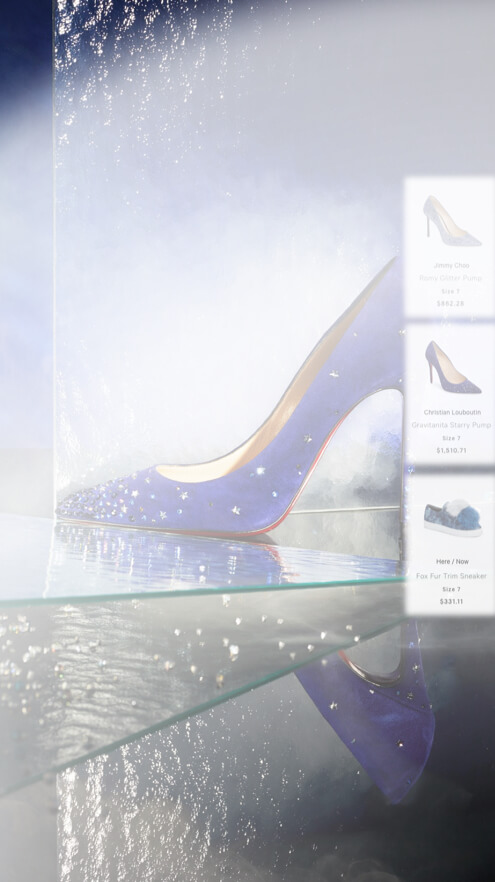 Jimmy Choo
Romy Glitter Pump
Size 7
$862.28
Christian Louboutin
Gravitanita Starry Pump
Size 7
$1,510.71
Here / Now
Fox Fur Trim Sneaker
Size 7
$331.11